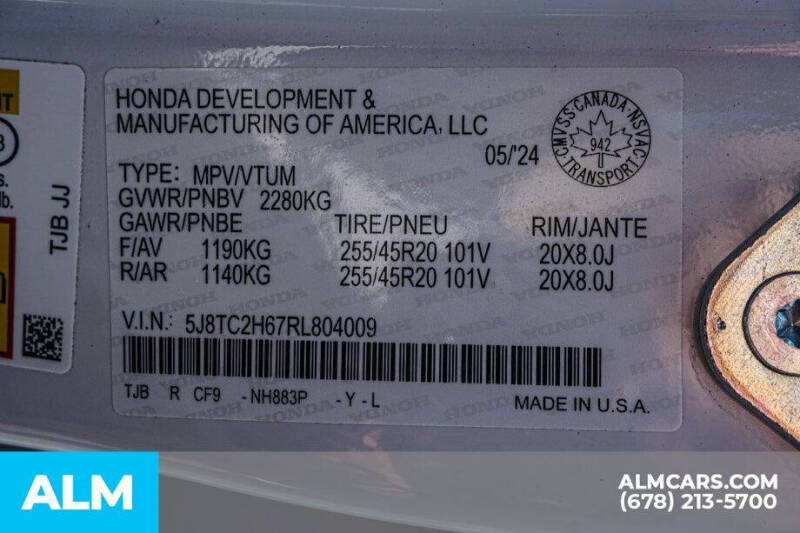 HONDA DEVELOPMENT &
MANUFACTURING OF AMERICA, LLC
05/'24
CMVSS·CANADA·NSVAC
942
TRANSPORT
TYPE: MPV/VTUM
GVWR/PNBV 2280KG
GAWR/PNBE TIRE/PNEU RIM/JANTE
F/AV 1190KG 255/45R20 101V 20X8.0J
R/AR 1140KG 255/45R20 101V 20X8.0J
V.I.N.: 5J8TC2H67RL804009
TJB R CF9 -NH883P -Y-L
MADE IN U.S.A.
TJB JJ
lb.
ALM
ALMCARS.COM
(678) 213-5700